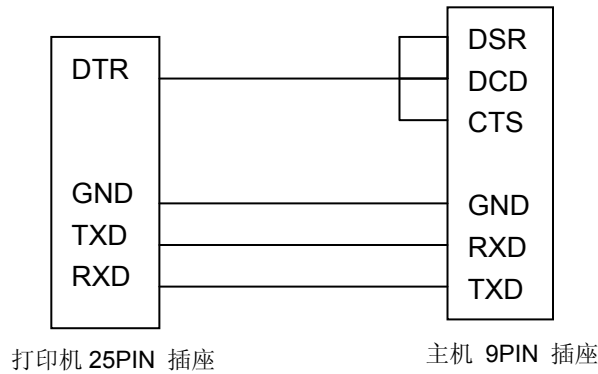 DTR
GND
TXD
RXD
DSR
DCD
CTS
GND
RXD
TXD
打印机 25PIN 插座
主机 9PIN 插座